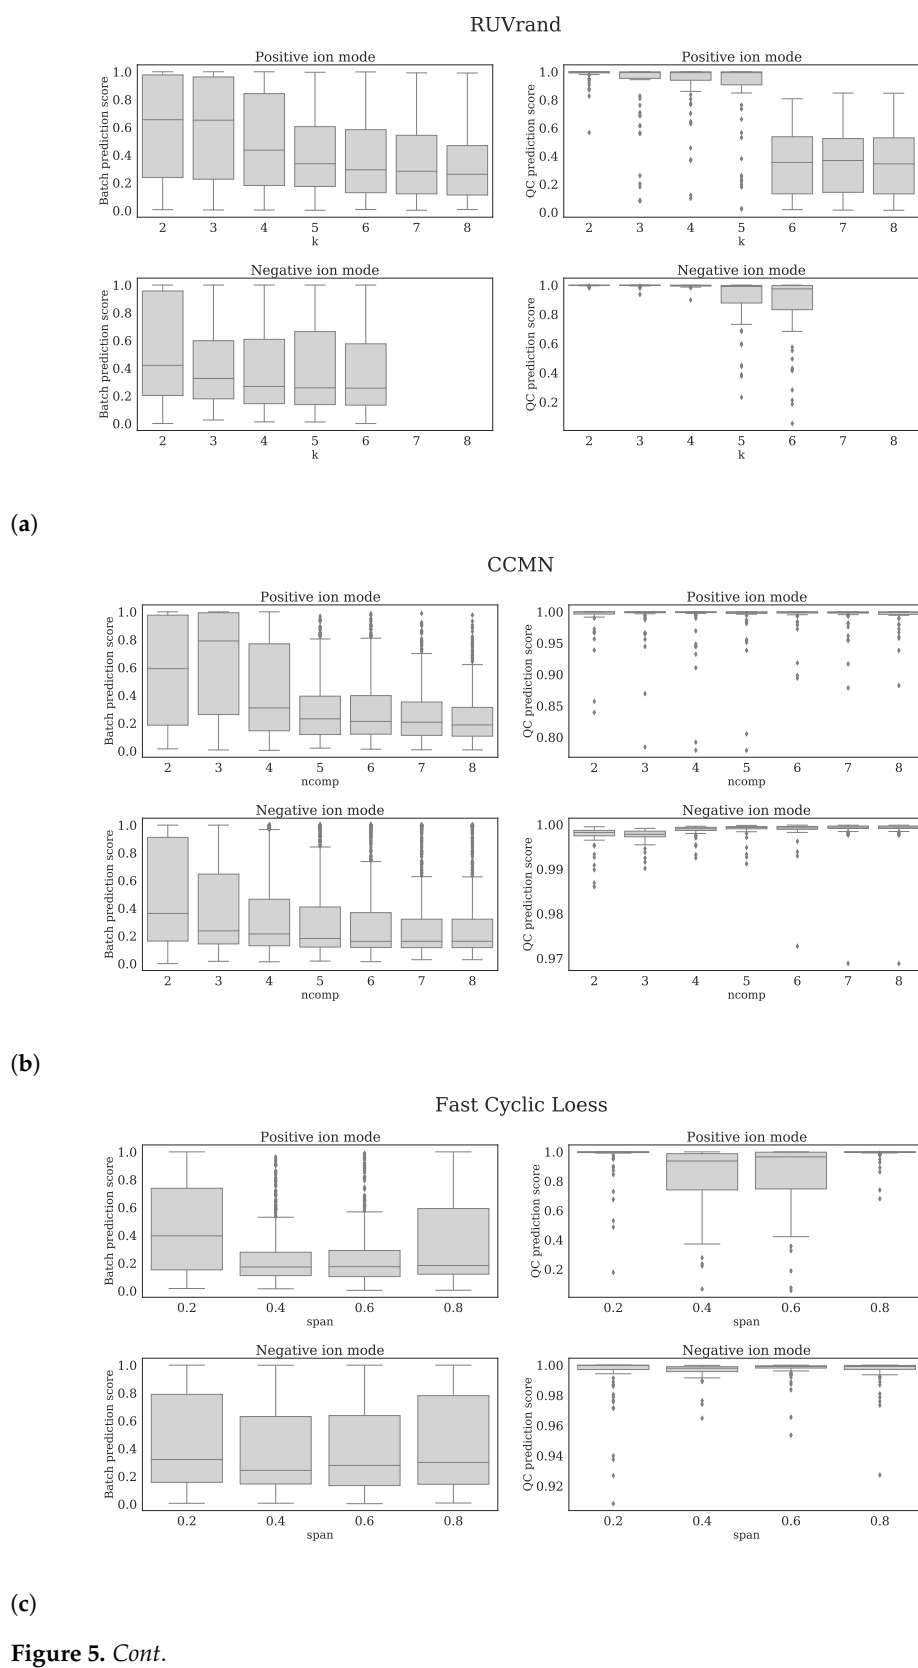 RUVrand
Positive ion mode
Batch prediction score
1.0
0.8
0.6
0.4
0.2
0.0
2 3 4 5 6 7 8
k
Positive ion mode
QC prediction score
1.0
0.8
0.6
0.4
0.2
0.0
2 3 4 5 6 7 8
k
Negative ion mode
Batch prediction score
1.0
0.8
0.6
0.4
0.2
0.0
2 3 4 5 6 7 8
k
Negative ion mode
QC prediction score
1.0
0.8
0.6
0.4
0.2
2 3 4 5 6 7 8
k
(a)
CCMN
Positive ion mode
Batch prediction score
1.0
0.8
0.6
0.4
0.2
0.0
2 3 4 5 6 7 8
ncomp
Positive ion mode
QC prediction score
1.00
0.95
0.90
0.85
0.80
2 3 4 5 6 7 8
ncomp
Negative ion mode
Batch prediction score
1.0
0.8
0.6
0.4
0.2
0.0
2 3 4 5 6 7 8
ncomp
Negative ion mode
QC prediction score
1.00
0.99
0.98
0.97
2 3 4 5 6 7 8
ncomp
(b)
Fast Cyclic Loess
Positive ion mode
Batch prediction score
1.0
0.8
0.6
0.4
0.2
0.0
0.2 0.4 0.6 0.8
span
Positive ion mode
QC prediction score
1.0
0.8
0.6
0.4
0.2
0.2 0.4 0.6 0.8
span
Negative ion mode
Batch prediction score
1.0
0.8
0.6
0.4
0.2
0.0
0.2 0.4 0.6 0.8
span
Negative ion mode
QC prediction score
1.00
0.98
0.96
0.94
0.92
0.2 0.4 0.6 0.8
span
(c)
Figure 5. Cont.